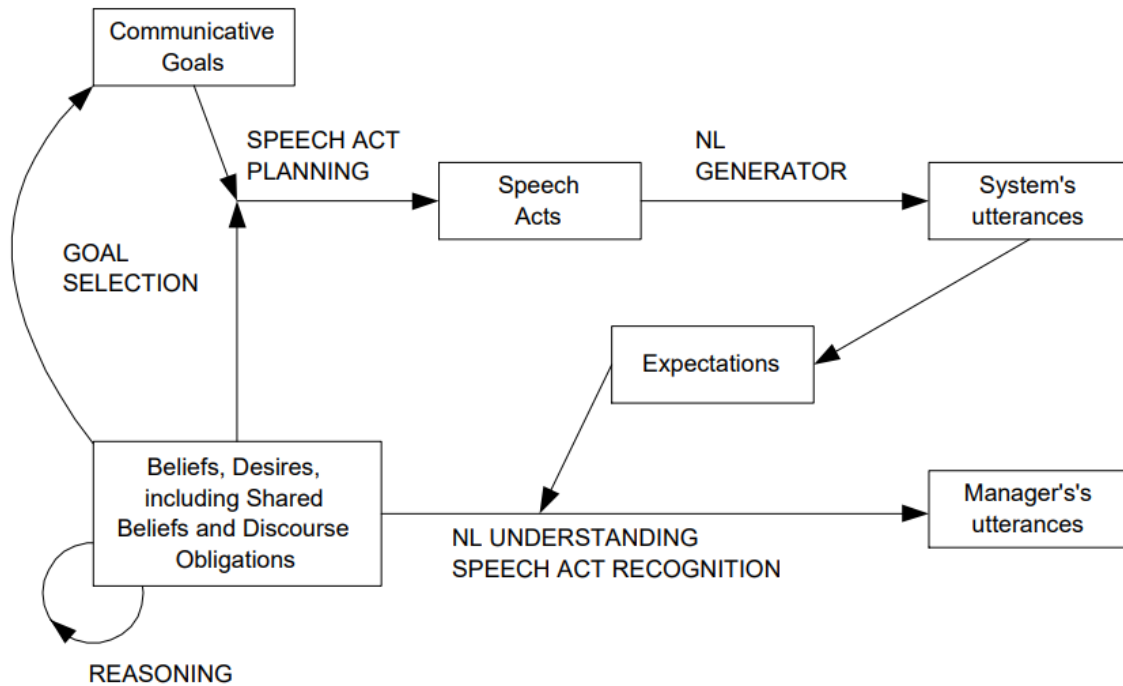 Communicative
Goals
SPEECH ACT
PLANNING
NL
GENERATOR
Speech
Acts
System's
utterances
GOAL
SELECTION
Expectations
Beliefs, Desires,
including Shared
Beliefs and Discourse
Obligations
Manager's's
utterances
NL UNDERSTANDING
SPEECH ACT RECOGNITION
REASONING